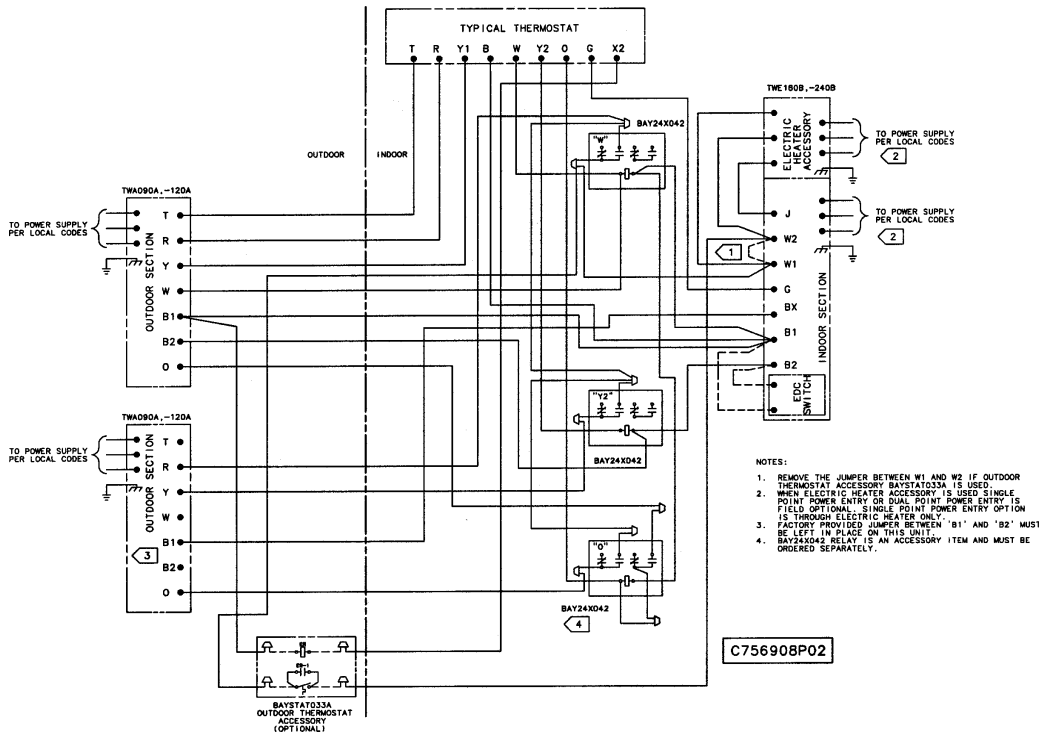 TYPICAL THERMOSTAT
T R Y1 B W Y2 O G X2
OUTDOOR
INDOOR
TWE180B,-240B
ELECTRIC
HEATER
ACCESSORY
TO POWER SUPPLY
PER LOCAL CODES
2
TO POWER SUPPLY
PER LOCAL CODES
2
J
W2
1
W1
G
BX
B1
B2
INDOOR SECTION
EDC
SWITCH
BAY24X042
"W"
TWA090A,-120A
TO POWER SUPPLY
PER LOCAL CODES
OUTDOOR SECTION
T
R
Y
W
B1
B2
O
"Y2"
BAY24X042
TWA090A,-120A
TO POWER SUPPLY
PER LOCAL CODES
OUTDOOR SECTION
T
R
Y
W
B1
3
B2
O
"O"
BAY24X042
4
BAYSTAT033A
OUTDOOR THERMOSTAT
ACCESSORY
(OPTIONAL)
NOTES:
1. REMOVE THE JUMPER BETWEEN W1 AND W2 IF OUTDOOR
THERMOSTAT ACCESSORY BAYSTAT033A IS USED.
2. WHEN ELECTRIC HEATER ACCESSORY IS USED SINGLE
POINT POWER ENTRY OR DUAL POINT POWER ENTRY IS
FIELD OPTIONAL. SINGLE POINT POWER ENTRY OPTION
IS THROUGH ELECTRIC HEATER ONLY.
3. FACTORY PROVIDED JUMPER BETWEEN 'B1' AND 'B2' MUST
BE LEFT IN PLACE ON THIS UNIT.
4. BAY24X042 RELAY IS AN ACCESSORY ITEM AND MUST BE
ORDERED SEPARATELY.
C756908P02